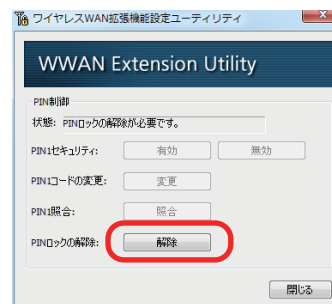 ワイヤレスWAN拡張機能設定ユーティリティ
WWAN Extension Utility
PIN制御
状態: PINロックの解除が必要です。
PIN1セキュリティ: 有効 無効
PIN1コードの変更: 変更
PIN1照合: 照合
PINロックの解除: 解除
閉じる